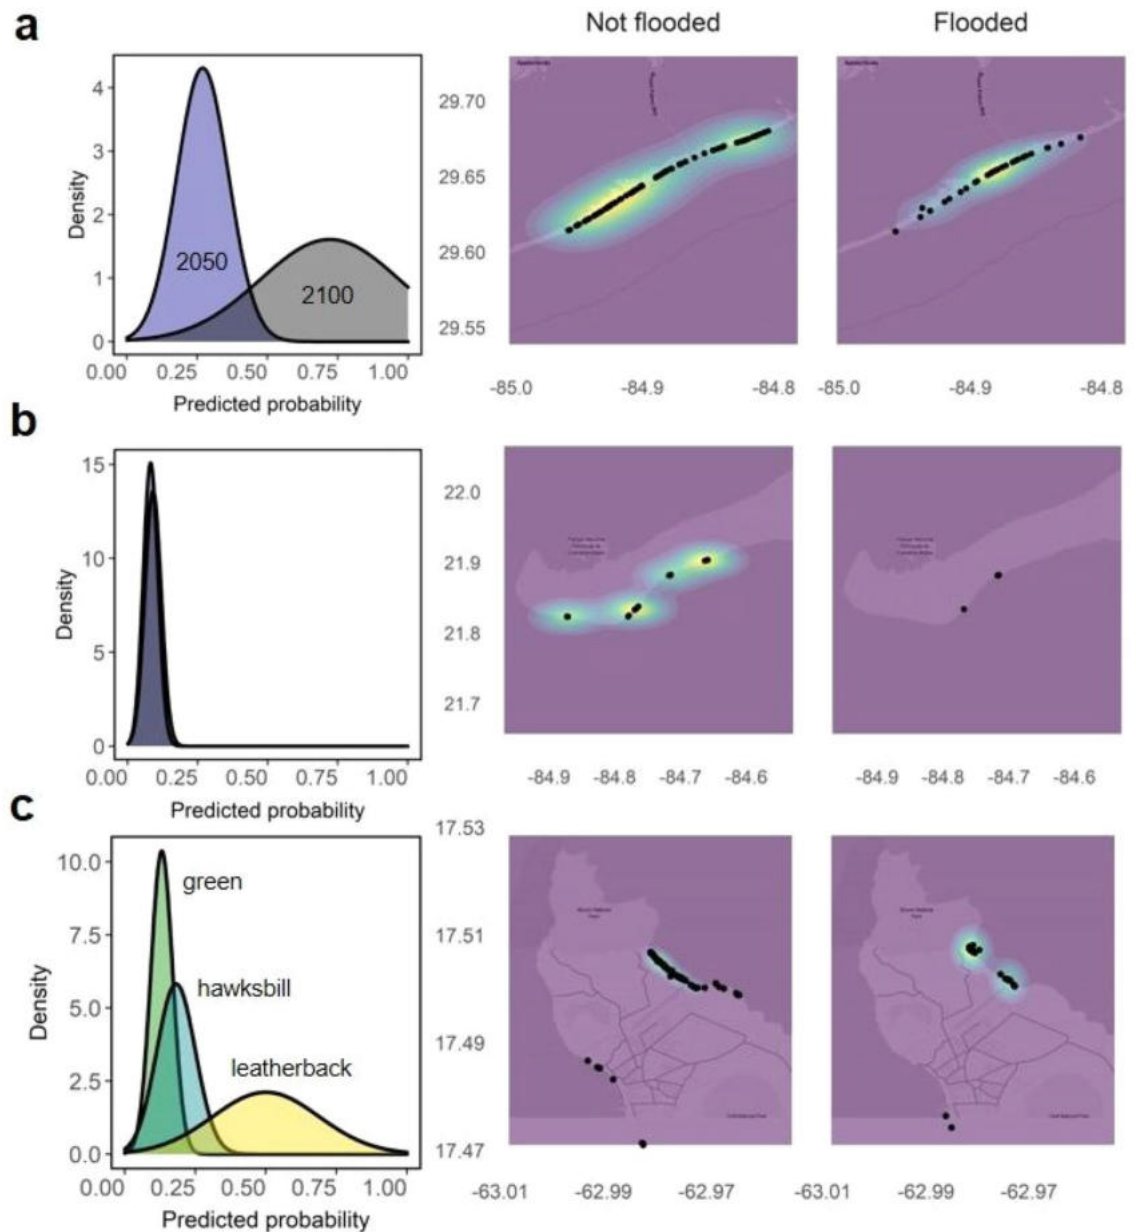 a
Not flooded
Flooded
4
3
2
1
0
Density
2050
2100
0.00 0.25 0.50 0.75 1.00
Predicted probability
29.70
29.65
29.60
29.55
-85.0 -84.9 -84.8
-85.0 -84.9 -84.8
b
15
10
5
0
Density
0.00 0.25 0.50 0.75 1.00
Predicted probability
22.0
21.9
21.8
21.7
-84.9 -84.8 -84.7 -84.6
-84.9 -84.8 -84.7 -84.6
c
10.0
7.5
5.0
2.5
0.0
Density
green
hawksbill
leatherback
0.00 0.25 0.50 0.75 1.00
Predicted probability
17.53
17.51
17.49
17.47
-63.01 -62.99 -62.97
-63.01 -62.99 -62.97